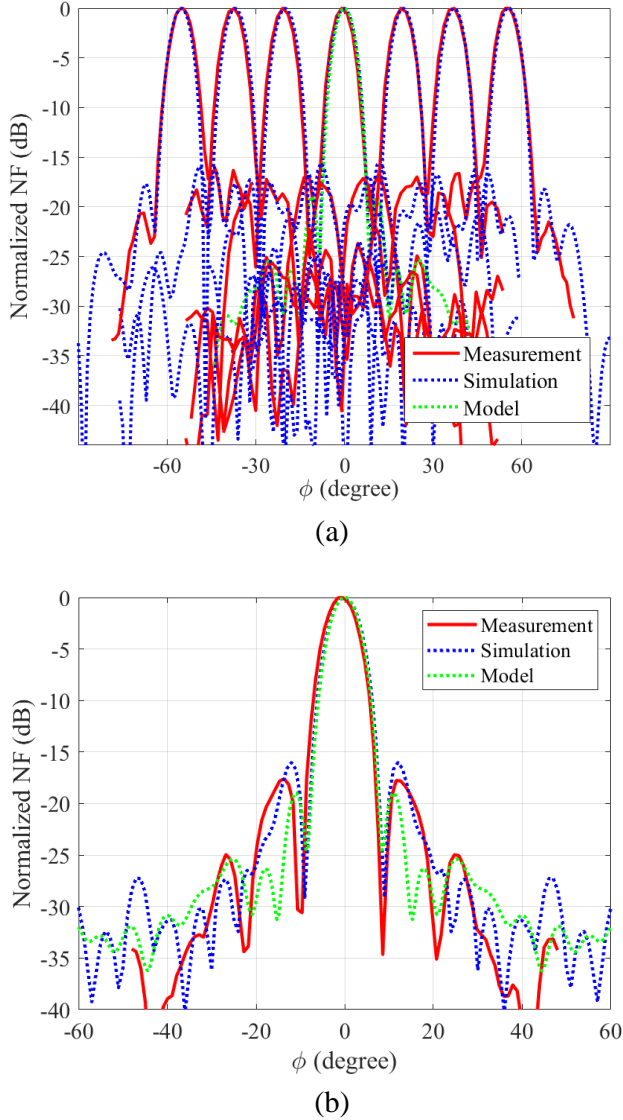 0
-5
-10
-15
-20
-25
-30
-35
-40
Normalized NF (dB)
Measurement
Simulation
Model
-60 -30 0 30 60
ϕ (degree)
(a)
0
-5
-10
-15
-20
-25
-30
-35
-40
Normalized NF (dB)
Measurement
Simulation
Model
-60 -40 -20 0 20 40 60
ϕ (degree)
(b)